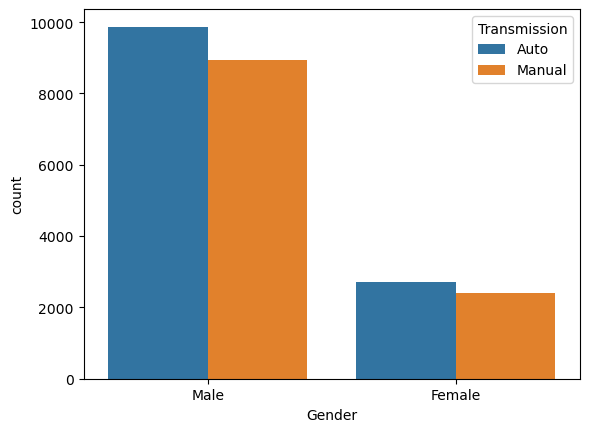 Transmission
Auto
Manual
10000
8000
6000
4000
2000
0
count
Male
Female
Gender